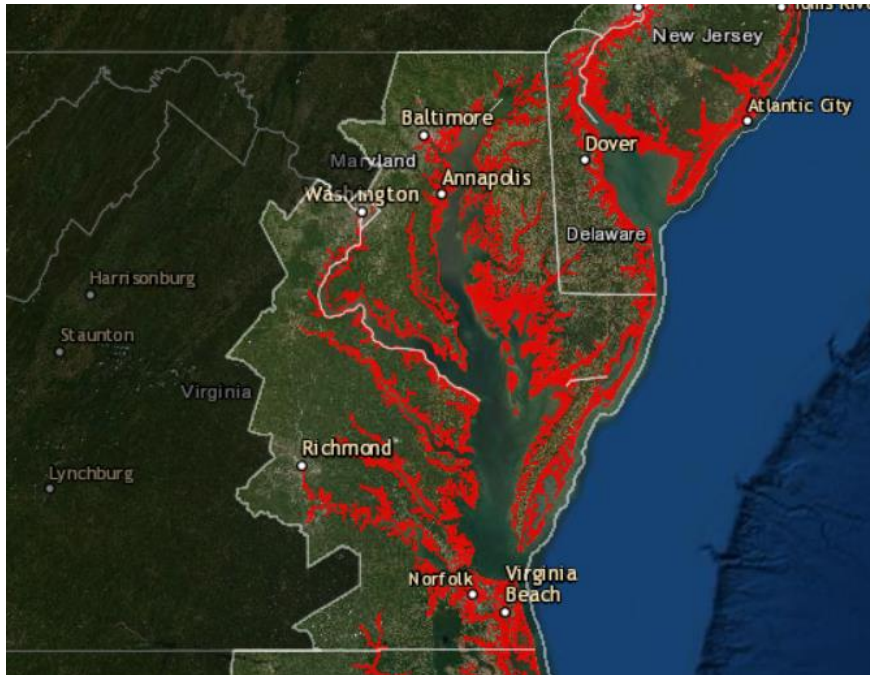 New Jersey
Baltimore
Atlantic City
Maryland
Dover
Annapolis
Washington
Delaware
Harrisonburg
Staunton
Virginia
Richmond
Lynchburg
Norfolk
Virginia
Beach